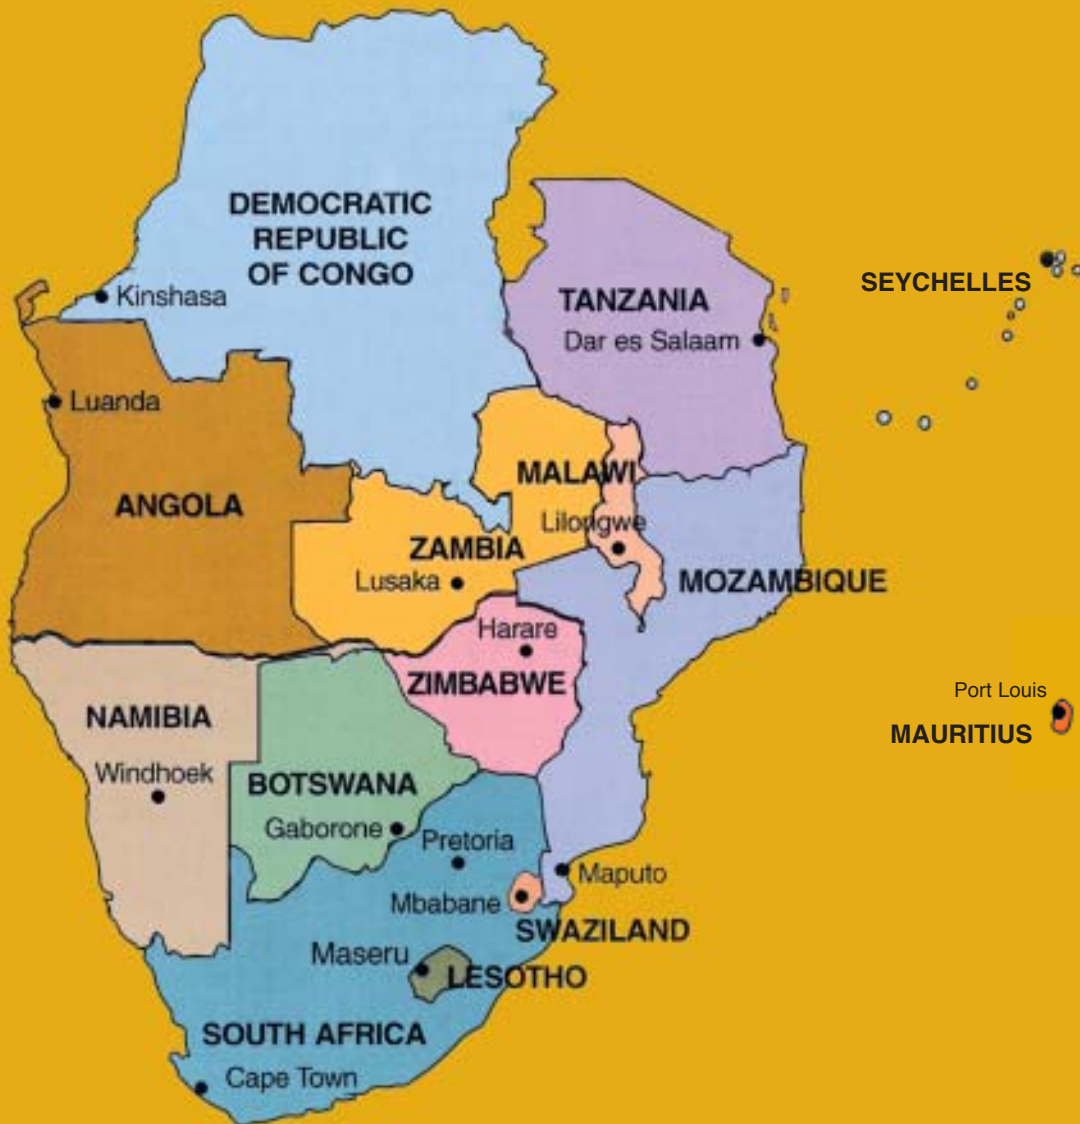 DEMOCRATIC
REPUBLIC
OF CONGO
Kinshasa
SEYCHELLES
TANZANIA
Dar es Salaam
Luanda
ANGOLA
MALAWI
Lilongwe
ZAMBIA
Lusaka
MOZAMBIQUE
Harare
ZIMBABWE
NAMIBIA
Windhoek
Port Louis
MAURITIUS
BOTSWANA
Gaborone
Pretoria
Maputo
Mbabane
SWAZILAND
Maseru
LESOTHO
SOUTH AFRICA
Cape Town